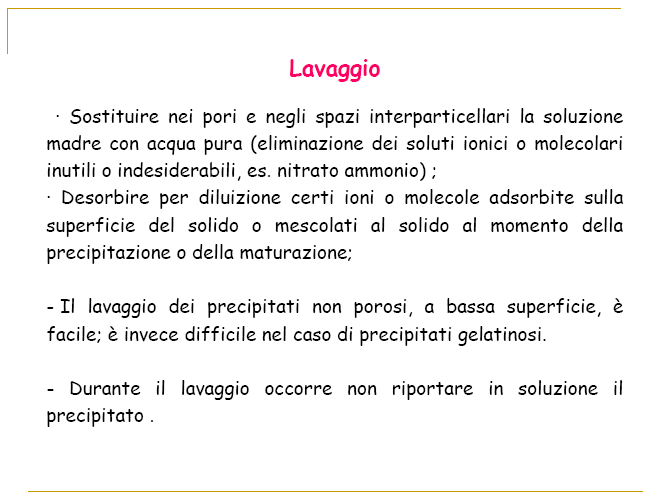 Lavaggio
· Sostituire nei pori e negli spazi interparticellari la soluzione
madre con acqua pura (eliminazione dei soluti ionici o molecolari
inutili o indesiderabili, es. nitrato ammonio) ;
· Desorbire per diluizione certi ioni o molecole adsorbite sulla
superficie del solido o mescolati al solido al momento della
precipitazione o della maturazione;
- Il lavaggio dei precipitati non porosi, a bassa superficie, è
facile; è invece difficile nel caso di precipitati gelatinosi.
- Durante il lavaggio occorre non riportare in soluzione il
precipitato .